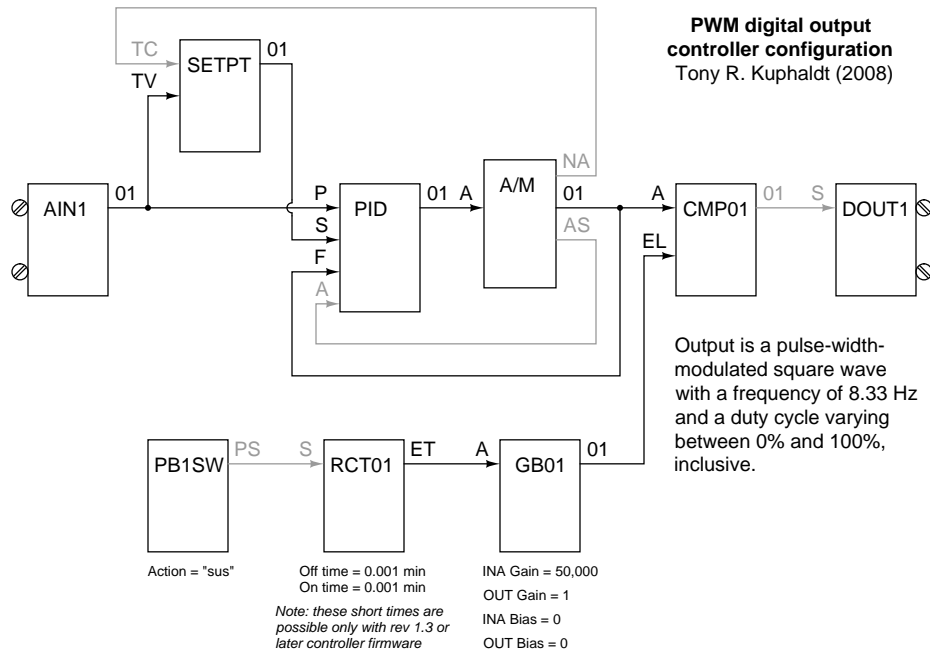 PWM digital output
controller configuration
Tony R. Kuphaldt (2008)
TC
01
SETPT
TV
NA
AIN1
01
P
PID
01
A
A/M
01
A
CMP01
01
S
DOUT1
S
AS
EL
F
A
Output is a pulse-width-
modulated square wave
with a frequency of 8.33 Hz
and a duty cycle varying
between 0% and 100%,
inclusive.
PB1SW
PS
S
RCT01
ET
A
GB01
01
Action = "sus"
Off time = 0.001 min
On time = 0.001 min
Note: these short times are
possible only with rev 1.3 or
later controller firmware
INA Gain = 50,000
OUT Gain = 1
INA Bias = 0
OUT Bias = 0